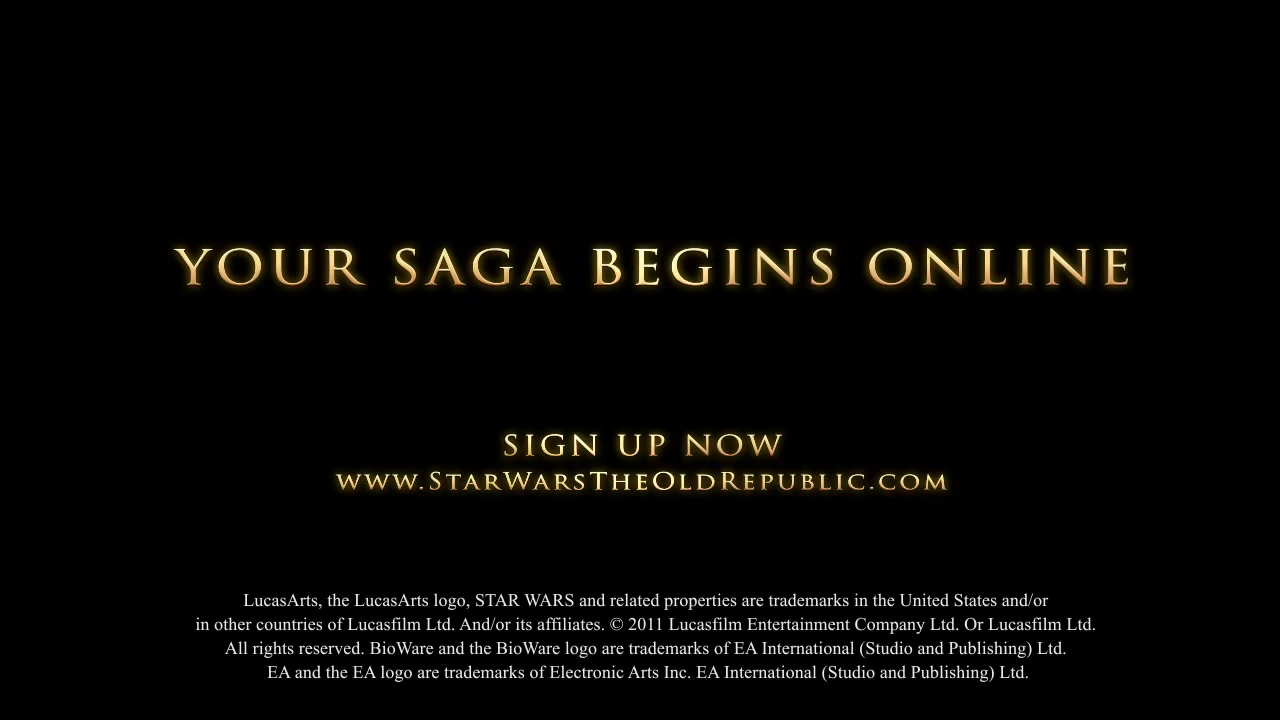 YOUR SAGA BEGINS ONLINE
SIGN UP NOW
WWW.STARWARSTHEOLDREPUBLIC.COM
LucasArts, the LucasArts logo, STAR WARS and related properties are trademarks in the United States and/or
in other countries of Lucasfilm Ltd. And/or its affiliates. © 2011 Lucasfilm Entertainment Company Ltd. Or Lucasfilm Ltd.
All rights reserved. BioWare and the BioWare logo are trademarks of EA International (Studio and Publishing) Ltd.
EA and the EA logo are trademarks of Electronic Arts Inc. EA International (Studio and Publishing) Ltd.